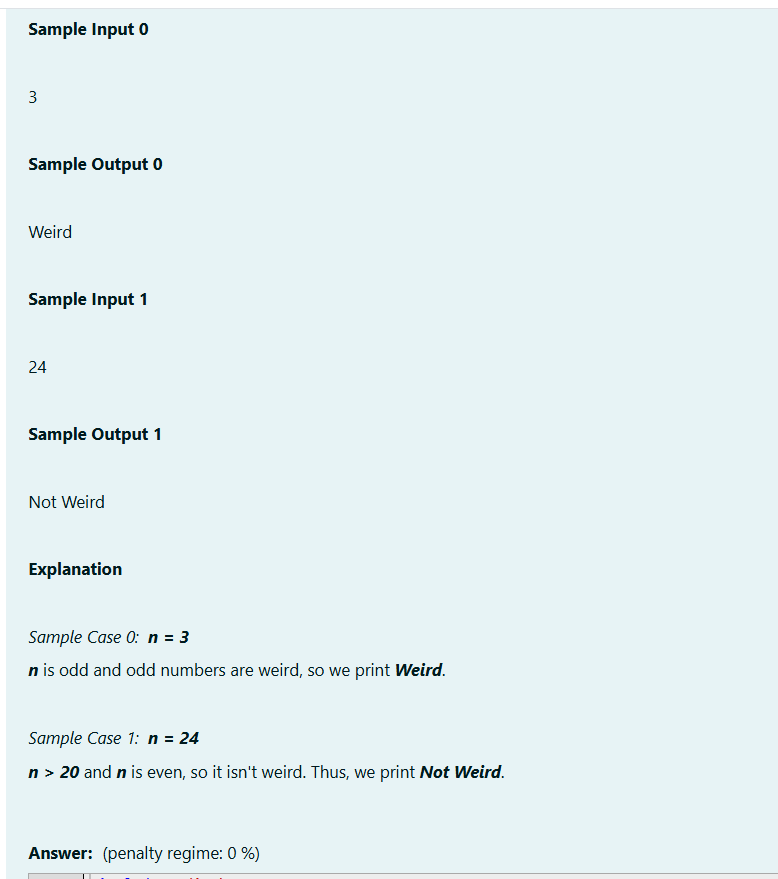 Sample Input 0
3
Sample Output 0
Weird
Sample Input 1
24
Sample Output 1
Not Weird
Explanation
Sample Case 0: n = 3
n is odd and odd numbers are weird, so we print Weird.
Sample Case 1: n = 24
n > 20 and n is even, so it isn't weird. Thus, we print Not Weird.
Answer: (penalty regime: 0 %)